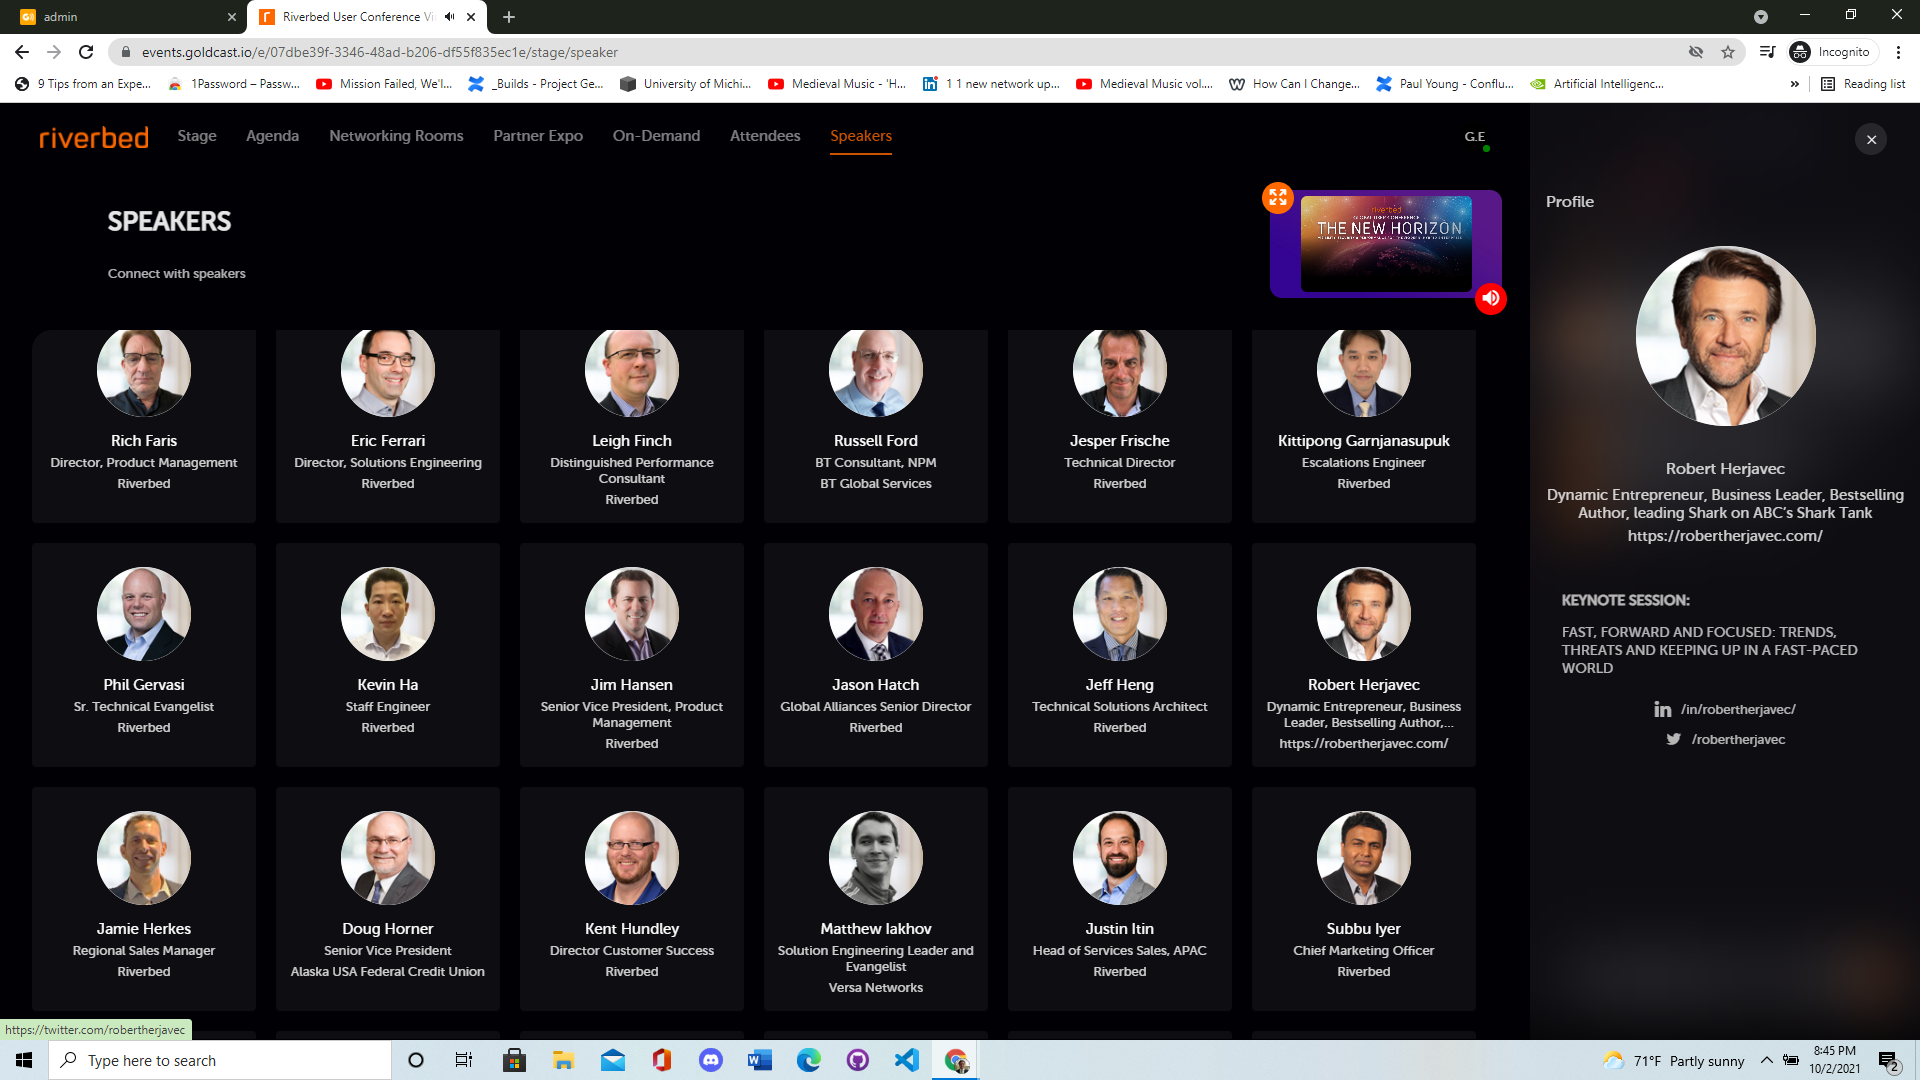 admin
Riverbed User Conference Vi
events.goldcast.io/e/07dbe39f-3346-48ad-b206-df55f835ec1e/stage/speaker
Incognito
9 Tips from an Expe...
1Password – Passw...
Mission Failed, We'l...
_Builds - Project Ge...
University of Michi...
Medieval Music - 'H...
1 1 new network up...
Medieval Music vol....
How Can I Change...
Paul Young - Conflu...
Artificial Intelligenc...
»
Reading list
riverbed
Stage
Agenda
Networking Rooms
Partner Expo
On-Demand
Attendees
Speakers
G.E
SPEAKERS
Connect with speakers
riverbed
GLOBAL USER CONFERENCE
THE NEW HORIZON
Rich Faris
Director, Product Management
Riverbed
Eric Ferrari
Director, Solutions Engineering
Riverbed
Leigh Finch
Distinguished Performance
Consultant
Riverbed
Russell Ford
BT Consultant, NPM
BT Global Services
Jesper Frische
Technical Director
Riverbed
Kittipong Garnjanasupuk
Escalations Engineer
Riverbed
Phil Gervasi
Sr. Technical Evangelist
Riverbed
Kevin Ha
Staff Engineer
Riverbed
Jim Hansen
Senior Vice President, Product
Management
Riverbed
Jason Hatch
Global Alliances Senior Director
Riverbed
Jeff Heng
Technical Solutions Architect
Riverbed
Robert Herjavec
Dynamic Entrepreneur, Business
Leader, Bestselling Author,...
https://robertherjavec.com/
Jamie Herkes
Regional Sales Manager
Riverbed
Doug Horner
Senior Vice President
Alaska USA Federal Credit Union
Kent Hundley
Director Customer Success
Riverbed
Matthew Iakhov
Solution Engineering Leader and
Evangelist
Versa Networks
Justin Itin
Head of Services Sales, APAC
Riverbed
Subbu Iyer
Chief Marketing Officer
Riverbed
Profile
Robert Herjavec
Dynamic Entrepreneur, Business Leader, Bestselling
Author, leading Shark on ABC's Shark Tank
https://robertherjavec.com/
KEYNOTE SESSION:
FAST, FORWARD AND FOCUSED: TRENDS,
THREATS AND KEEPING UP IN A FAST-PACED
WORLD
/in/robertherjavec/
/robertherjavec
https://twitter.com/robertherjavec
Type here to search
71°F Partly sunny
8:45 PM
10/2/2021
2